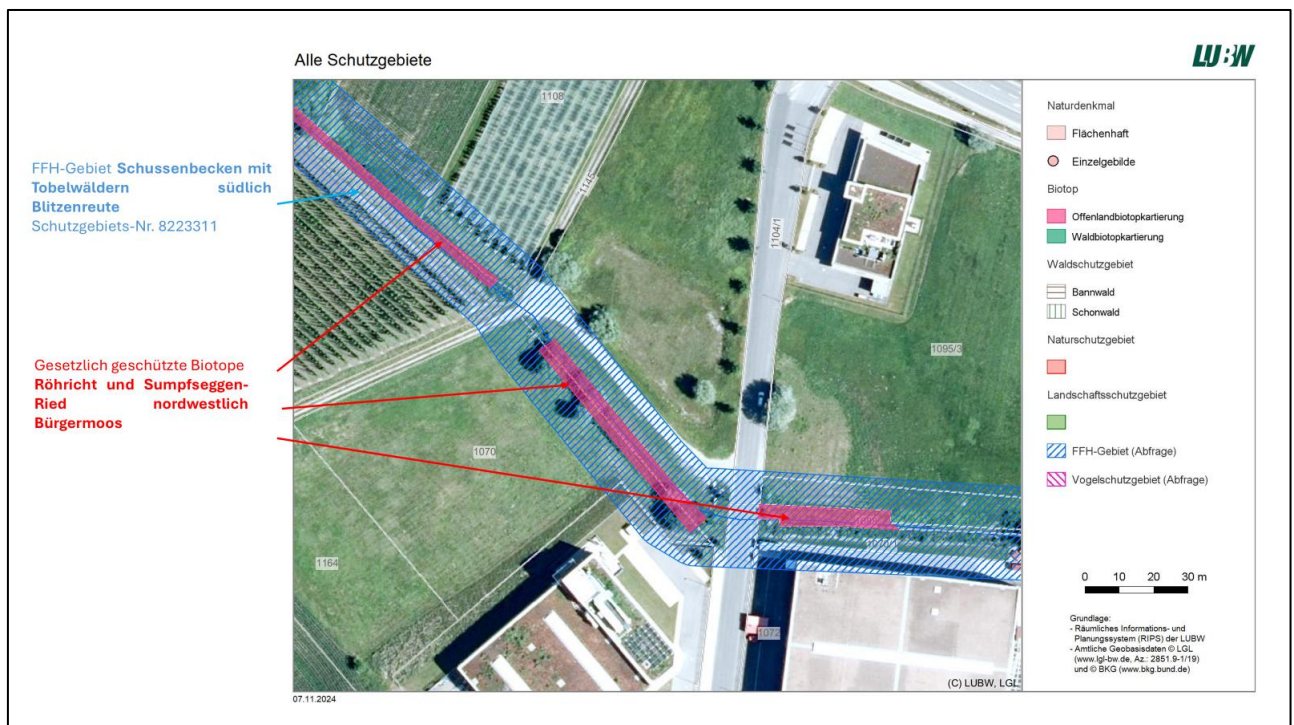 Alle Schutzgebiete
LUBW
FFH-Gebiet Schussenbecken mit
Tobelwäldern südlich
Blitzenreute
Schutzgebiets-Nr. 8223311
Gesetzlich geschützte Biotope
Röhricht und Sumpfseggen-
Ried nordwestlich
Bürgermoos
1108
1145
1104/1
1095/3
1070
1070/1
1164
1072
(C) LUBW, LGL
07.11.2024
Naturdenkmal
Flächenhaft
Einzelgebilde
Biotop
Offenlandbiotopkartierung
Waldbiotopkartierung
Waldschutzgebiet
Bannwald
Schonwald
Naturschutzgebiet
Landschaftsschutzgebiet
FFH-Gebiet (Abfrage)
Vogelschutzgebiet (Abfrage)
0 10 20 30 m
Grundlage:
- Räumliches Informations- und
Planungssystem (RIPS) der LUBW
- Amtliche Geobasisdaten © LGL
(www.lgl-bw.de, Az.: 2851.9-1/19)
und © BKG (www.bkg.bund.de)